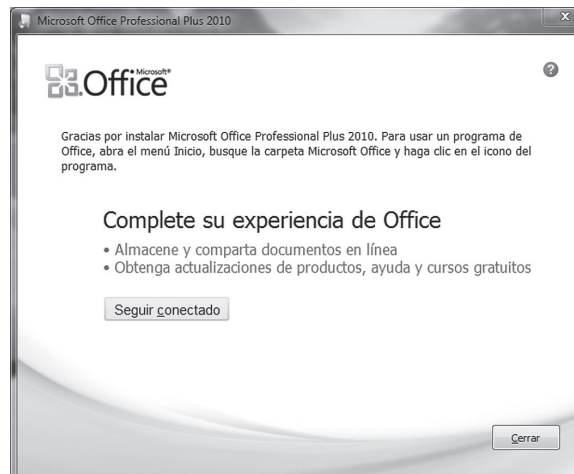 Microsoft Office Professional Plus 2010
x
Microsoft®
Office
?
Gracias por instalar Microsoft Office Professional Plus 2010. Para usar un programa de
Office, abra el menú Inicio, busque la carpeta Microsoft Office y haga clic en el icono del
programa.
Complete su experiencia de Office
• Almacene y comparta documentos en línea
• Obtenga actualizaciones de productos, ayuda y cursos gratuitos
Seguir conectado
Cerrar